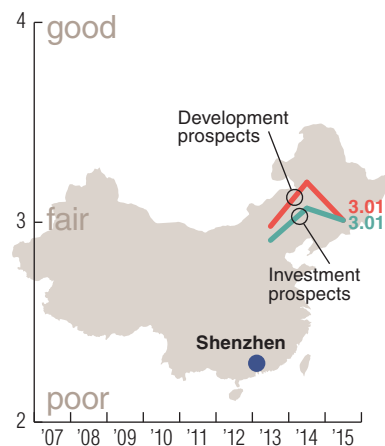 4
good
Development
prospects
3
fair
3.01
3.01
Investment
prospects
Shenzhen
poor
2
'07 '08 '09 '10 '11 '12 '13 '14 '15